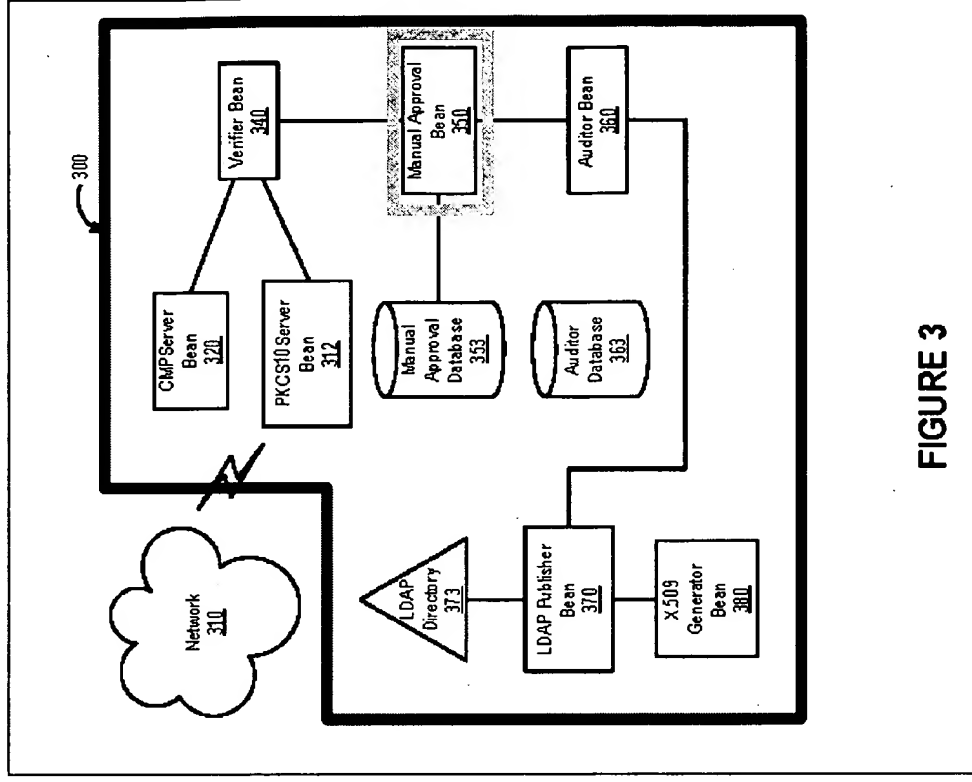 300
Network
310
CMPServer
Bean
320
PKCS10Server
Bean
312
Verifier Bean
340
Manual
Approval
Database
353
Manual Approval
Bean
350
Auditor
Database
363
Auditor Bean
360
LDAP
Directory
373
LDAP Publisher
Bean
370
X.509
Generator
Bean
380
FIGURE 3